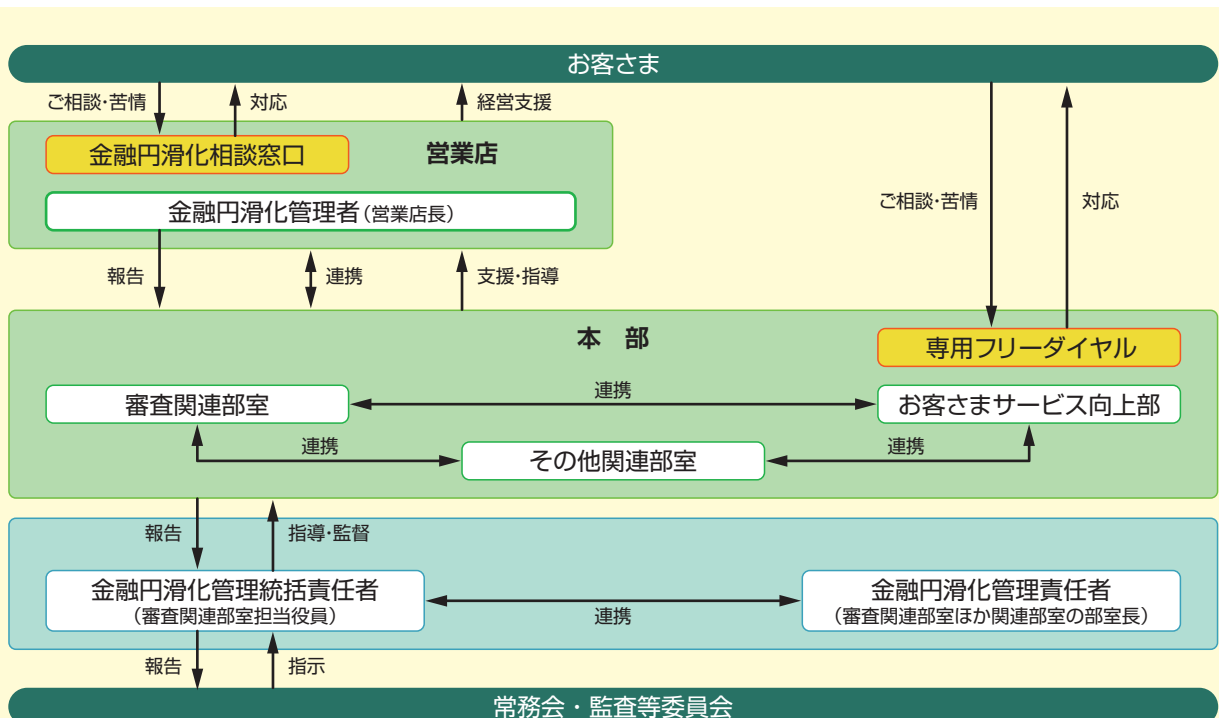 お客さま
ご相談・苦情
対応
経営支援
金融円滑化相談窓口
営業店
金融円滑化管理者(営業店長)
ご相談・苦情
対応
報告
連携
支援・指導
本 部
専用フリーダイヤル
審査関連部室
連携
お客さまサービス向上部
連携
その他関連部室
連携
報告
指導・監督
金融円滑化管理統括責任者
(審査関連部室担当役員)
連携
金融円滑化管理責任者
(審査関連部室ほか関連部室の部室長)
報告
指示
常務会・監査等委員会